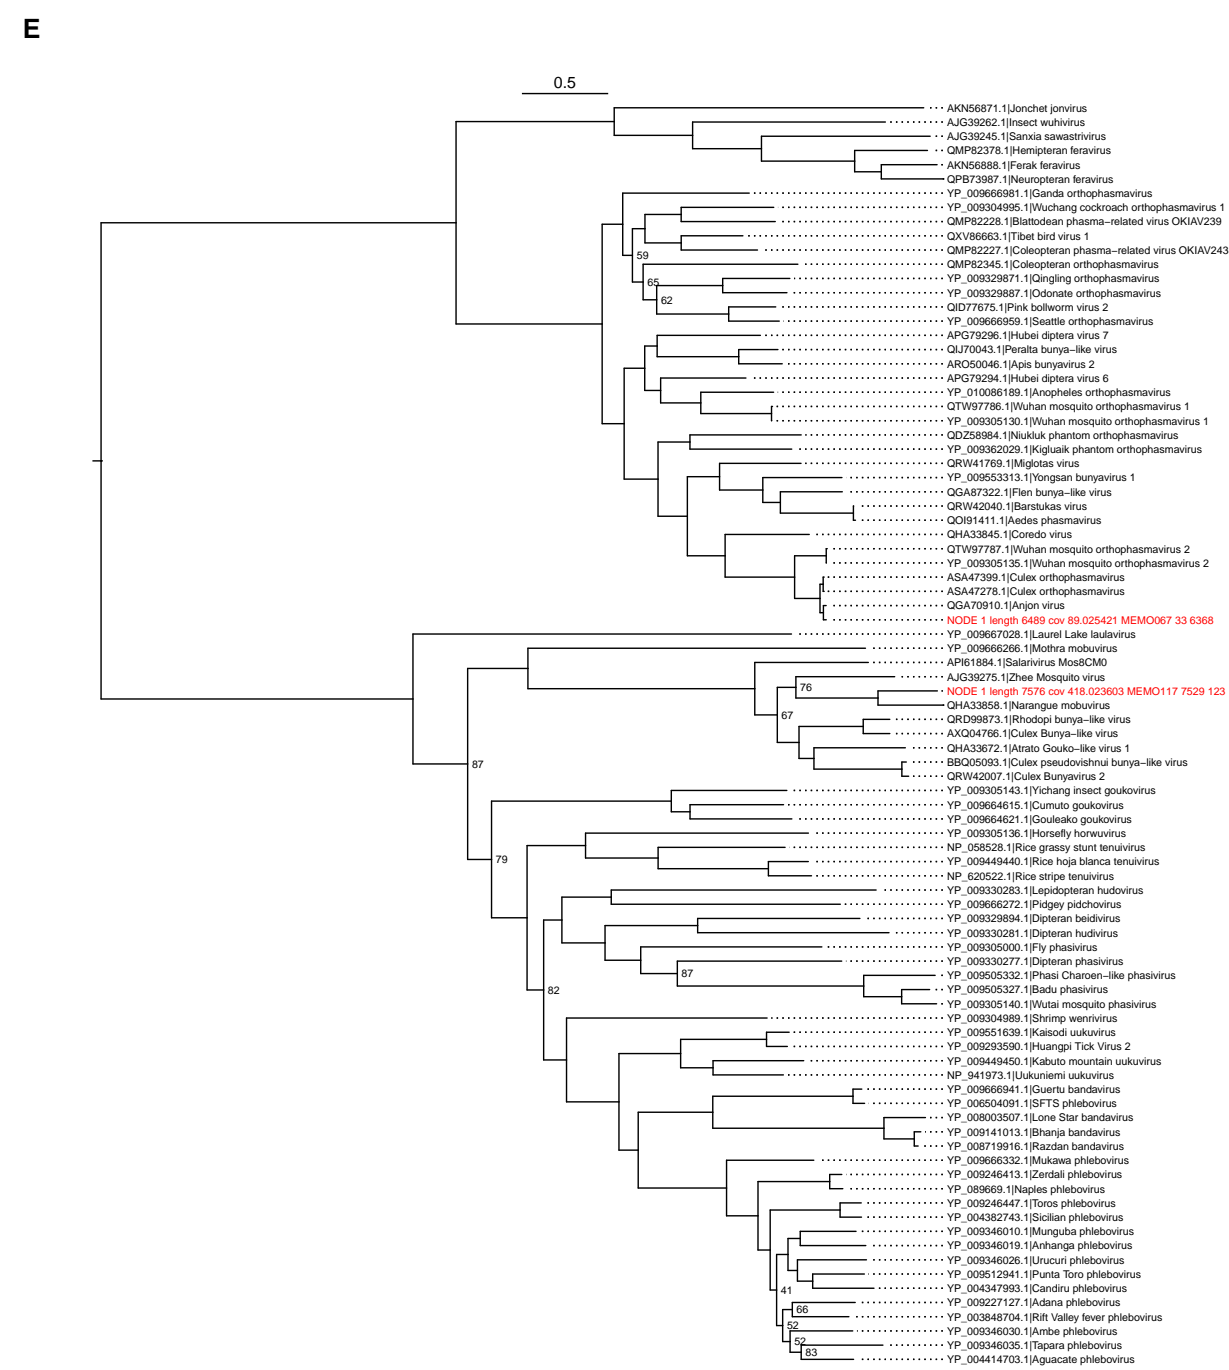 E
0.5
AKN56871.1|Jonchet jonvirus
AJG39262.1|Insect wuhivirus
AJG39245.1|Sanxia sawastrivirus
QMP82378.1|Hemipteran feravirus
AKN56888.1|Ferak feravirus
QPB73987.1|Neuropteran feravirus
YP_009666981.1|Ganda orthophasmavirus
YP_009304995.1|Wuchang cockroach orthophasmavirus 1
QMP82228.1|Blattodean phasma−related virus OKIAV239
QXV86663.1|Tibet bird virus 1
QMP82227.1|Coleopteran phasma−related virus OKIAV243
59
QMP82345.1|Coleopteran orthophasmavirus
YP_009329871.1|Qingling orthophasmavirus
65
YP_009329887.1|Odonate orthophasmavirus
62
QID77675.1|Pink bollworm virus 2
YP_009666959.1|Seattle orthophasmavirus
APG79296.1|Hubei diptera virus 7
QIJ70043.1|Peralta bunya−like virus
ARO50046.1|Apis bunyavirus 2
APG79294.1|Hubei diptera virus 6
YP_010086189.1|Anopheles orthophasmavirus
QTW97786.1|Wuhan mosquito orthophasmavirus 1
YP_009305130.1|Wuhan mosquito orthophasmavirus 1
QDZ58984.1|Niukluk phantom orthophasmavirus
YP_009362029.1|Kigluaik phantom orthophasmavirus
QRW41769.1|Miglotas virus
YP_009553313.1|Yongsan bunyavirus 1
QGA87322.1|Flen bunya−like virus
QRW42040.1|Barstukas virus
QOI91411.1|Aedes phasmavirus
QHA33845.1|Coredo virus
QTW97787.1|Wuhan mosquito orthophasmavirus 2
YP_009305135.1|Wuhan mosquito orthophasmavirus 2
ASA47399.1|Culex orthophasmavirus
ASA47278.1|Culex orthophasmavirus
QGA70910.1|Anjon virus
NODE 1 length 6489 cov 89.025421 MEMO067 33 6368
YP_009667028.1|Laurel Lake laulavirus
YP_009666266.1|Mothra mobuvirus
API61884.1|Salarivirus Mos8CM0
AJG39275.1|Zhee Mosquito virus
76
NODE 1 length 7576 cov 418.023603 MEMO117 7529 123
QHA33858.1|Narangue mobuvirus
67
QRD99873.1|Rhodopi bunya−like virus
AXQ04766.1|Culex Bunya−like virus
QHA33672.1|Atrato Gouko−like virus 1
87
BBQ05093.1|Culex pseudovishnui bunya−like virus
QRW42007.1|Culex Bunyavirus 2
YP_009305143.1|Yichang insect goukovirus
YP_009664615.1|Cumuto goukovirus
YP_009664621.1|Gouleako goukovirus
YP_009305136.1|Horsefly horwuvirus
NP_058528.1|Rice grassy stunt tenuivirus
79
YP_009449440.1|Rice hoja blanca tenuivirus
NP_620522.1|Rice stripe tenuivirus
YP_009330283.1|Lepidopteran hudovirus
YP_009666272.1|Pidgey pidchovirus
YP_009329894.1|Dipteran beidivirus
YP_009330281.1|Dipteran hudivirus
YP_009305000.1|Fly phasivirus
YP_009330277.1|Dipteran phasivirus
87
YP_009505332.1|Phasi Charoen−like phasivirus
82
YP_009505327.1|Badu phasivirus
YP_009305140.1|Wutai mosquito phasivirus
YP_009304989.1|Shrimp wenrivirus
YP_009551639.1|Kaisodi uukuvirus
YP_009293590.1|Huangpi Tick Virus 2
YP_009449450.1|Kabuto mountain uukuvirus
NP_941973.1|Uukuniemi uukuvirus
YP_009666941.1|Guertu bandavirus
YP_006504091.1|SFTS phlebovirus
YP_008003507.1|Lone Star bandavirus
YP_009141013.1|Bhanja bandavirus
YP_008719916.1|Razdan bandavirus
YP_009666332.1|Mukawa phlebovirus
YP_009246413.1|Zerdali phlebovirus
YP_089669.1|Naples phlebovirus
YP_009246447.1|Toros phlebovirus
YP_004382743.1|Sicilian phlebovirus
YP_009346010.1|Munguba phlebovirus
YP_009346019.1|Anhanga phlebovirus
YP_009346026.1|Urucuri phlebovirus
YP_009512941.1|Punta Toro phlebovirus
YP_004347993.1|Candiru phlebovirus
41
YP_009227127.1|Adana phlebovirus
66
YP_003848704.1|Rift Valley fever phlebovirus
52
YP_009346030.1|Ambe phlebovirus
52
YP_009346035.1|Tapara phlebovirus
83
YP_004414703.1|Aguacate phlebovirus